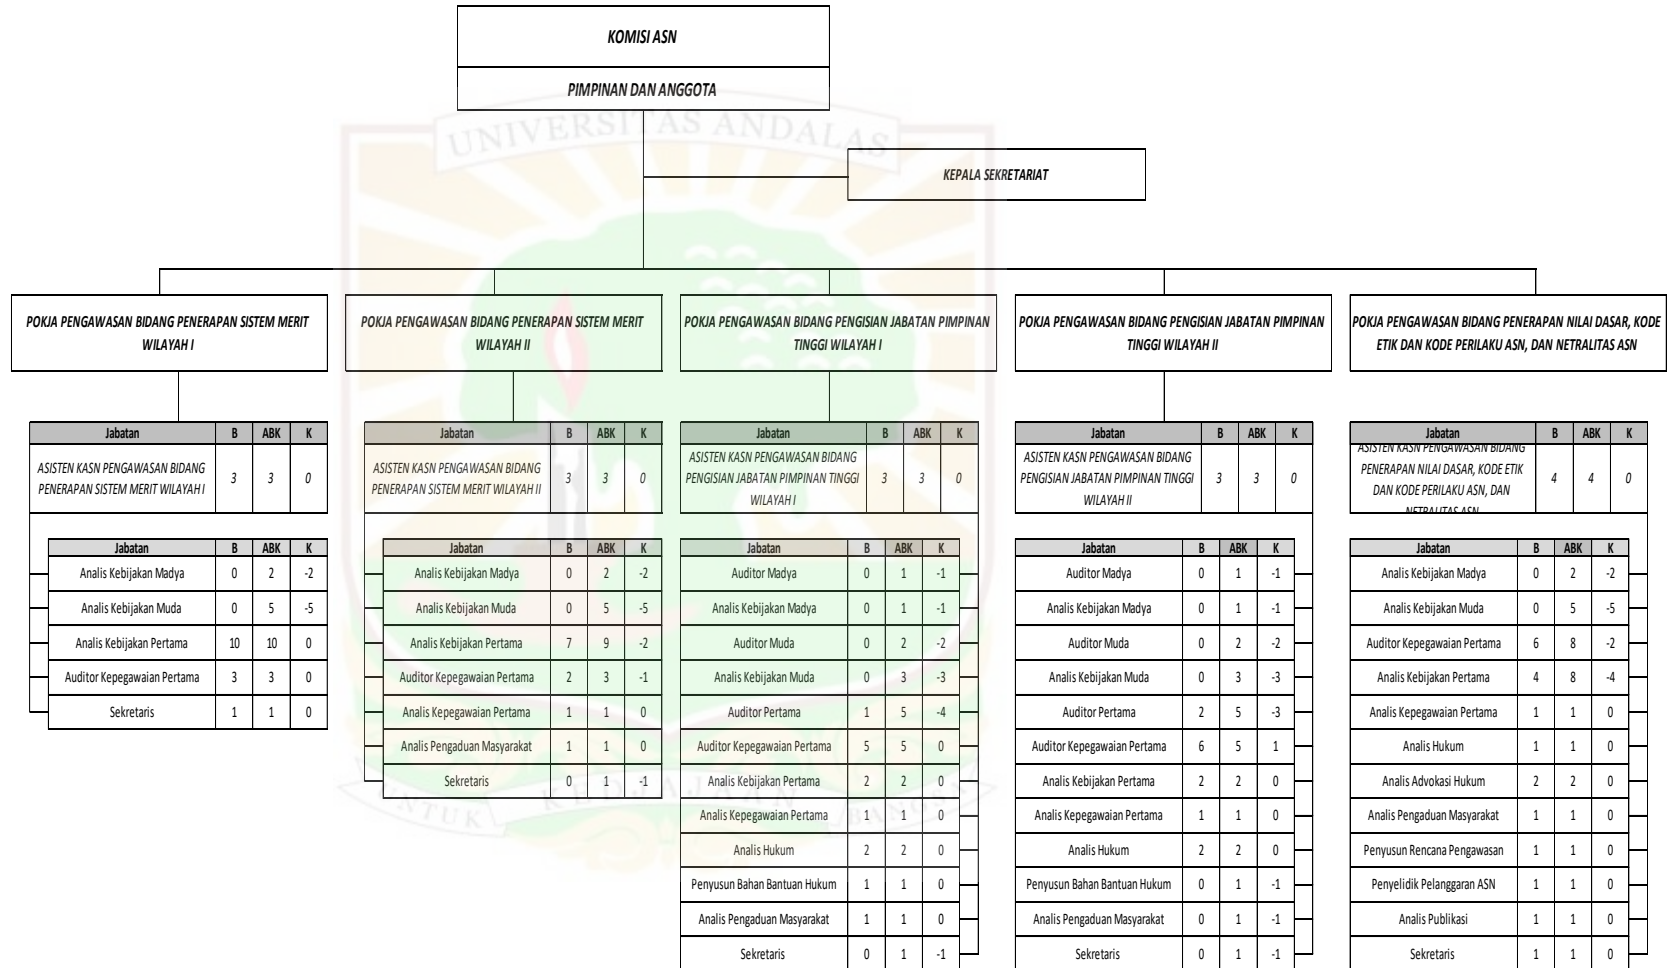 KOMISI ASN
PIMPINAN DAN ANGGOTA
UNIVERSITAS ANDALAS
KEPALA SEKRETARIAT
POKJA PENGAWASAN BIDANG PENERAPAN SISTEM MERIT
WILAYAH I
Jabatan B ABK K
ASISTEN KASN PENGAWASAN BIDANG
PENERAPAN SISTEM MERIT WILAYAH I 3 3 0
Jabatan B ABK K
Analis Kebijakan Madya 0 2 -2
Analis Kebijakan Muda 0 5 -5
Analis Kebijakan Pertama 10 10 0
Auditor Kepegawaian Pertama 3 3 0
Sekretaris 1 1 0
POKJA PENGAWASAN BIDANG PENERAPAN SISTEM MERIT
WILAYAH II
Jabatan B ABK K
ASISTEN KASN PENGAWASAN BIDANG
PENERAPAN SISTEM MERIT WILAYAH II 3 3 0
Jabatan B ABK K
Analis Kebijakan Madya 0 2 -2
Analis Kebijakan Muda 0 5 -5
Analis Kebijakan Pertama 7 9 -2
Auditor Kepegawaian Pertama 2 3 -1
Analis Kepegawaian Pertama 1 1 0
Analis Pengaduan Masyarakat 1 1 0
Sekretaris 0 1 -1
POKJA PENGAWASAN BIDANG PENGISIAN JABATAN PIMPINAN
TINGGI WILAYAH I
Jabatan B ABK K
ASISTEN KASN PENGAWASAN BIDANG
PENGISIAN JABATAN PIMPINAN TINGGI 3 3 0
WILAYAH I
Jabatan B ABK K
Auditor Madya 0 1 -1
Analis Kebijakan Madya 0 1 -1
Auditor Muda 0 2 -2
Analis Kebijakan Muda 0 3 -3
Auditor Pertama 1 5 -4
Auditor Kepegawaian Pertama 5 5 0
Analis Kebijakan Pertama 2 2 0
Analis Kepegawaian Pertama 1 1 0
Analis Hukum 2 2 0
Penyusun Bahan Bantuan Hukum 1 1 0
Analis Pengaduan Masyarakat 1 1 0
Sekretaris 0 1 -1
POKJA PENGAWASAN BIDANG PENGISIAN JABATAN PIMPINAN
TINGGI WILAYAH II
Jabatan B ABK K
ASISTEN KASN PENGAWASAN BIDANG
PENGISIAN JABATAN PIMPINAN TINGGI 3 3 0
WILAYAH II
Jabatan B ABK K
Auditor Madya 0 1 -1
Analis Kebijakan Madya 0 1 -1
Auditor Muda 0 2 -2
Analis Kebijakan Muda 0 3 -3
Auditor Pertama 2 5 -3
Auditor Kepegawaian Pertama 6 5 1
Analis Kebijakan Pertama 2 2 0
Analis Kepegawaian Pertama 1 1 0
Analis Hukum 2 2 0
Penyusun Bahan Bantuan Hukum 0 1 -1
Analis Pengaduan Masyarakat 0 1 -1
Sekretaris 0 1 -1
POKJA PENGAWASAN BIDANG PENERAPAN NILAI DASAR, KODE
ETIK DAN KODE PERILAKU ASN, DAN NETRALITAS ASN
Jabatan B ABK K
ASISTEN KASN PENGAWASAN BIDANG
PENERAPAN NILAI DASAR, KODE ETIK 4 4 0
DAN KODE PERILAKU ASN, DAN
NETRALITAS ASN
Jabatan B ABK K
Analis Kebijakan Madya 0 2 -2
Analis Kebijakan Muda 0 5 -5
Auditor Kepegawaian Pertama 6 8 -2
Analis Kebijakan Pertama 4 8 -4
Analis Kepegawaian Pertama 1 1 0
Analis Hukum 1 1 0
Analis Advokasi Hukum 2 2 0
Analis Pengaduan Masyarakat 1 1 0
Penyusun Rencana Pengawasan 1 1 0
Penyelidik Pelanggaran ASN 1 1 0
Analis Publikasi 1 1 0
Sekretaris 1 1 0
UNTUK KEDJAJAAN BANGSA